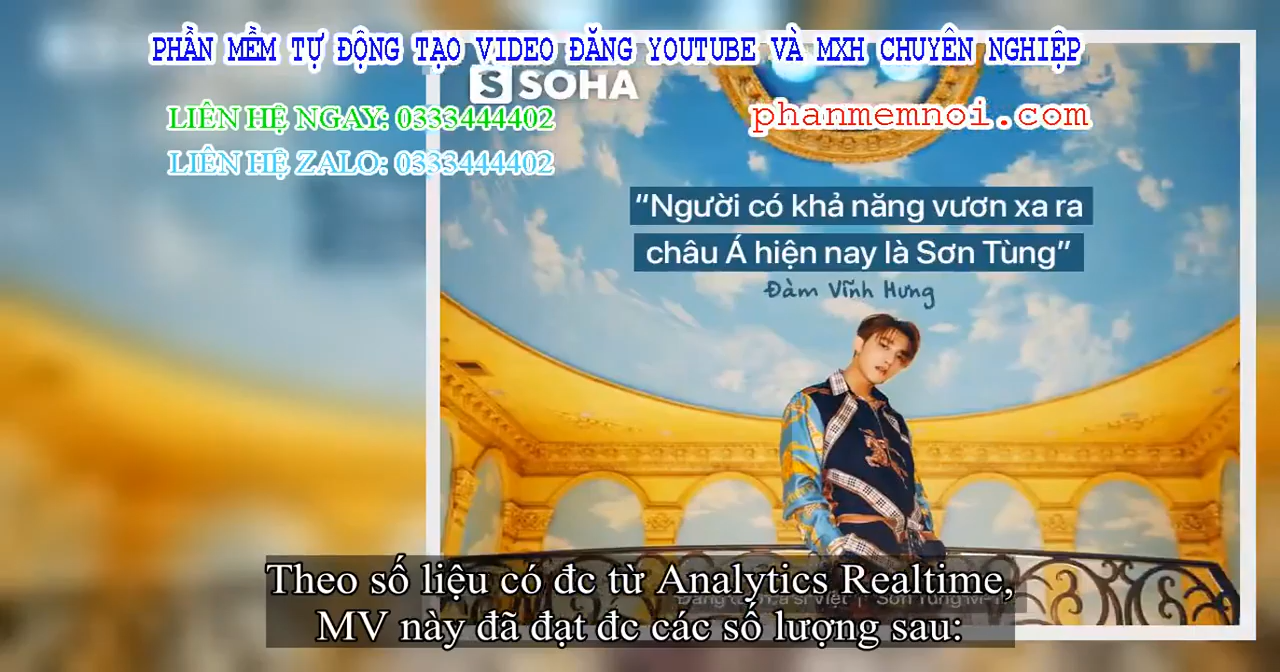 PHẦN MỀM TỰ ĐỘNG TẠO VIDEO ĐĂNG YOUTUBE VÀ MXH CHUYÊN NGHIỆP
S SOHA
LIÊN HỆ NGAY: 0333444402
phanmemnoi.com
LIÊN HỆ ZALO: 0333444402
“Người có khả năng vươn xa ra
châu Á hiện nay là Sơn Tùng”
Đàm Vĩnh Hưng
Theo số liệu có đc từ Analytics Realtime,
MV này đã đạt đc các số lượng sau: